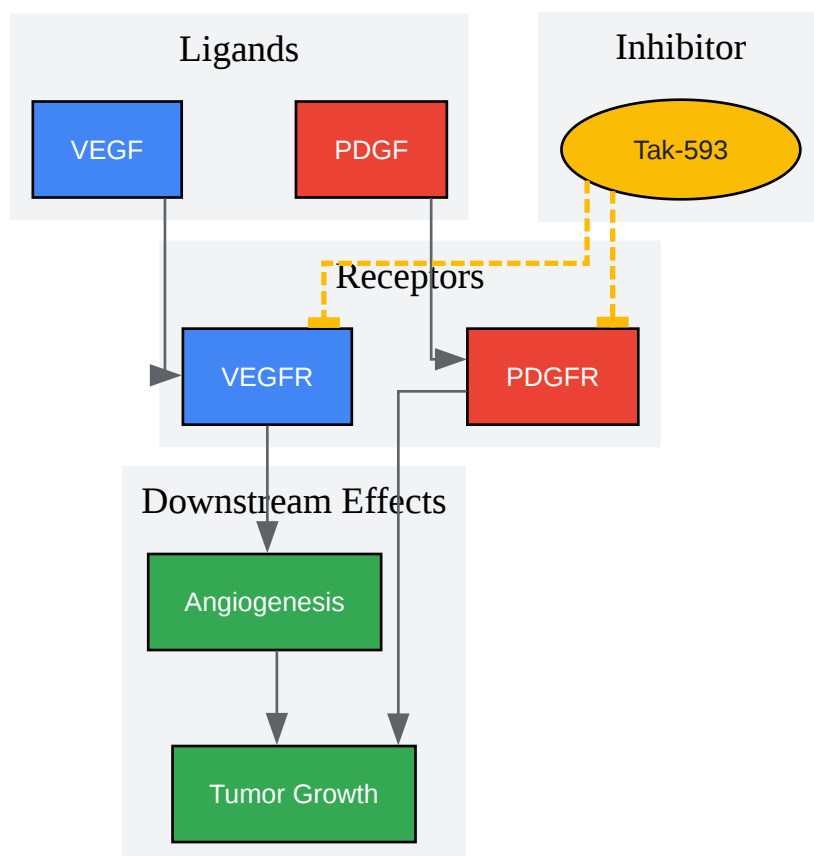 Ligands
Inhibitor
VEGF
PDGF
Tak-593
Receptors
VEGFR
PDGFR
Downstream Effects
Angiogenesis
Tumor Growth